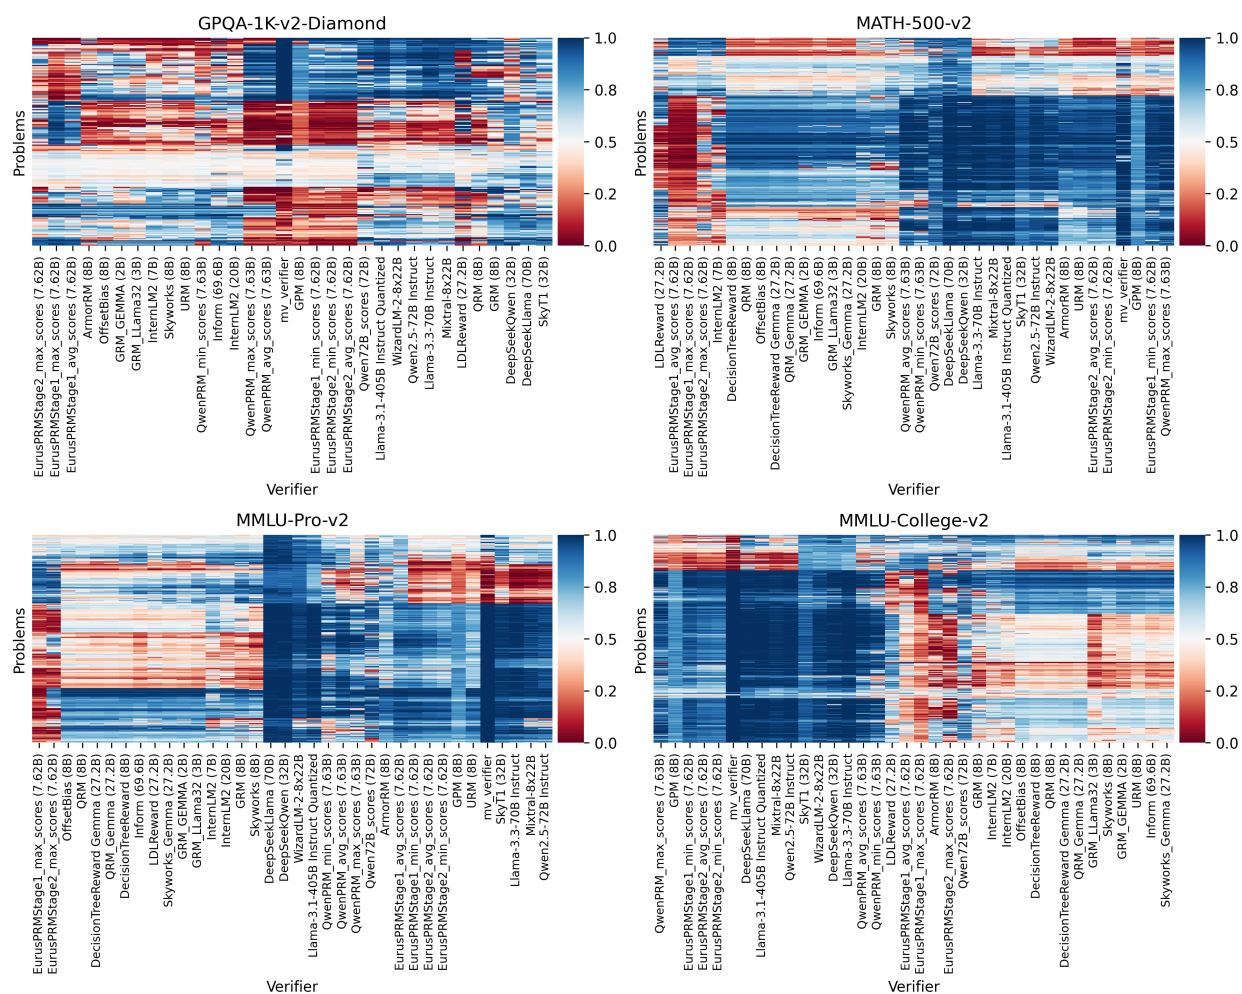 GPQA-1K-v2-Diamond
Problems
1.0
0.8
0.5
0.2
0.0
EurusPRMStage2_max_scores (7.62B)
EurusPRMStage1_max_scores (7.62B)
EurusPRMStage1_avg_scores (7.62B)
ArmorRM (8B)
OffsetBias (8B)
GRM_GEMMA (2B)
GRM_LLama32 (3B)
InternLM2 (7B)
Skyworks (8B)
URM (8B)
QwenPRM_min_scores (7.63B)
Inform (69.6B)
InternLM2 (20B)
QwenPRM_max_scores (7.63B)
QwenPRM_avg_scores (7.63B)
mv_verifier
GPM (8B)
EurusPRMStage1_min_scores (7.62B)
EurusPRMStage2_min_scores (7.62B)
EurusPRMStage2_avg_scores (7.62B)
Qwen72B_scores (72B)
Llama-3.1-405B Instruct Quantized
WizardLM-2-8x22B
Qwen2.5-72B Instruct
Llama-3.3-70B Instruct
Mixtral-8x22B
LDLReward (27.2B)
QRM (8B)
GRM (8B)
DeepSeekQwen (32B)
DeepSeekLlama (70B)
SkyT1 (32B)
Verifier
MATH-500-v2
Problems
1.0
0.8
0.5
0.2
0.0
LDLReward (27.2B)
EurusPRMStage1_avg_scores (7.62B)
EurusPRMStage1_max_scores (7.62B)
EurusPRMStage2_max_scores (7.62B)
InternLM2 (7B)
DecisionTreeReward (8B)
QRM (8B)
OffsetBias (8B)
DecisionTreeReward Gemma (27.2B)
QRM_Gemma (27.2B)
GRM_GEMMA (2B)
Inform (69.6B)
GRM_LLama32 (3B)
Skyworks_Gemma (27.2B)
InternLM2 (20B)
GRM (8B)
Skyworks (8B)
QwenPRM_avg_scores (7.63B)
QwenPRM_min_scores (7.63B)
Qwen72B_scores (72B)
DeepSeekLlama (70B)
DeepSeekQwen (32B)
Llama-3.3-70B Instruct
Mixtral-8x22B
Llama-3.1-405B Instruct Quantized
SkyT1 (32B)
Qwen2.5-72B Instruct
WizardLM-2-8x22B
ArmorRM (8B)
URM (8B)
EurusPRMStage2_avg_scores (7.62B)
EurusPRMStage2_min_scores (7.62B)
mv_verifier
GPM (8B)
EurusPRMStage1_min_scores (7.62B)
QwenPRM_max_scores (7.63B)
Verifier
MMLU-Pro-v2
Problems
1.0
0.8
0.5
0.2
0.0
EurusPRMStage1_max_scores (7.62B)
EurusPRMStage2_max_scores (7.62B)
OffsetBias (8B)
QRM (8B)
DecisionTreeReward Gemma (27.2B)
QRM_Gemma (27.2B)
DecisionTreeReward (8B)
Inform (69.6B)
LDLReward (27.2B)
Skyworks_Gemma (27.2B)
GRM_GEMMA (2B)
GRM_LLama32 (3B)
InternLM2 (7B)
InternLM2 (20B)
GRM (8B)
Skyworks (8B)
DeepSeekLlama (70B)
DeepSeekQwen (32B)
WizardLM-2-8x22B
Llama-3.1-405B Instruct Quantized
QwenPRM_min_scores (7.63B)
QwenPRM_avg_scores (7.63B)
QwenPRM_max_scores (7.63B)
Qwen72B_scores (72B)
ArmorRM (8B)
EurusPRMStage1_avg_scores (7.62B)
EurusPRMStage1_min_scores (7.62B)
EurusPRMStage2_avg_scores (7.62B)
EurusPRMStage2_min_scores (7.62B)
GPM (8B)
URM (8B)
mv_verifier
SkyT1 (32B)
Llama-3.3-70B Instruct
Mixtral-8x22B
Qwen2.5-72B Instruct
Verifier
MMLU-College-v2
Problems
1.0
0.8
0.5
0.2
0.0
QwenPRM_max_scores (7.63B)
GPM (8B)
EurusPRMStage1_min_scores (7.62B)
EurusPRMStage2_avg_scores (7.62B)
EurusPRMStage2_min_scores (7.62B)
mv_verifier
DeepSeekLlama (70B)
Llama-3.1-405B Instruct Quantized
Mixtral-8x22B
Qwen2.5-72B Instruct
SkyT1 (32B)
WizardLM-2-8x22B
DeepSeekQwen (32B)
Llama-3.3-70B Instruct
QwenPRM_avg_scores (7.63B)
QwenPRM_min_scores (7.63B)
LDLReward (27.2B)
EurusPRMStage1_avg_scores (7.62B)
EurusPRMStage1_max_scores (7.62B)
ArmorRM (8B)
EurusPRMStage2_max_scores (7.62B)
Qwen72B_scores (72B)
GRM (8B)
InternLM2 (7B)
InternLM2 (20B)
OffsetBias (8B)
DecisionTreeReward (8B)
QRM (8B)
DecisionTreeReward Gemma (27.2B)
QRM_Gemma (27.2B)
GRM_LLama32 (3B)
Skyworks (8B)
GRM_GEMMA (2B)
URM (8B)
Inform (69.6B)
Skyworks_Gemma (27.2B)
Verifier